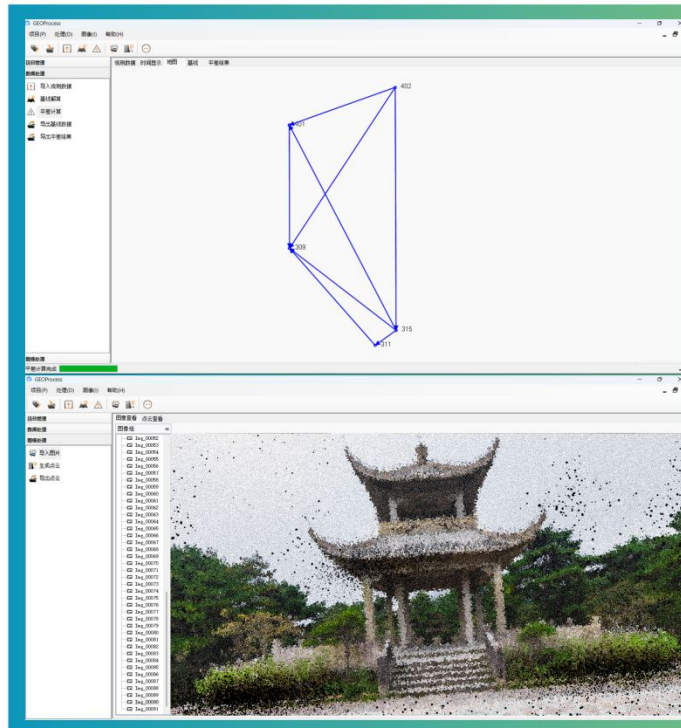 GEOProcess
项目(P) 处理(D) 图像(I) 帮助(H)
项目管理
数据处理
导入观测数据
基线解算
平差计算
导出基线数据
导出平差结果
图像处理
观测数据 时间显示 地图 基线 平差结果
402
401
309
315
311
平差计算完成
GEOProcess
项目(P) 处理(D) 图像(I) 帮助(H)
项目管理
数据处理
图像处理
导入图片
生成点云
导出点云
图像查看 点云查看
图像组
Img_00052
Img_00053
Img_00054
Img_00055
Img_00056
Img_00057
Img_00058
Img_00059
Img_00060
Img_00061
Img_00062
Img_00063
Img_00064
Img_00065
Img_00066
Img_00067
Img_00068
Img_00069
Img_00070
Img_00071
Img_00072
Img_00073
Img_00074
Img_00075
Img_00076
Img_00077
Img_00078
Img_00079
Img_00080
Img_00081
Img_00082
Img_00083
Img_00084
Img_00085
Img_00086
Img_00087
Img_00088
Img_00089
Img_00090
Img_00091